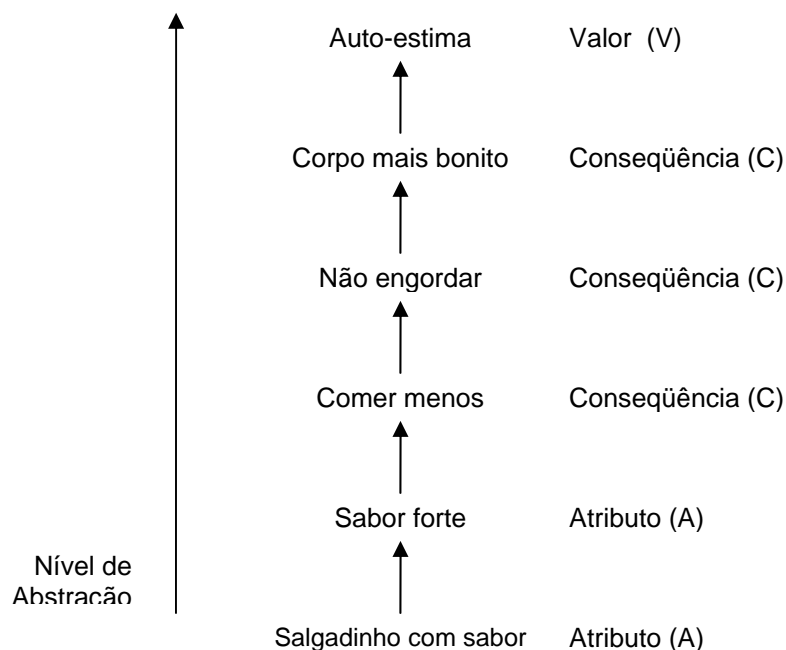 Auto-estima Valor (V)
Corpo mais bonito Conseqüência (C)
Não engordar Conseqüência (C)
Comer menos Conseqüência (C)
Sabor forte Atributo (A)
Nível de
Abstração
Salgadinho com sabor Atributo (A)